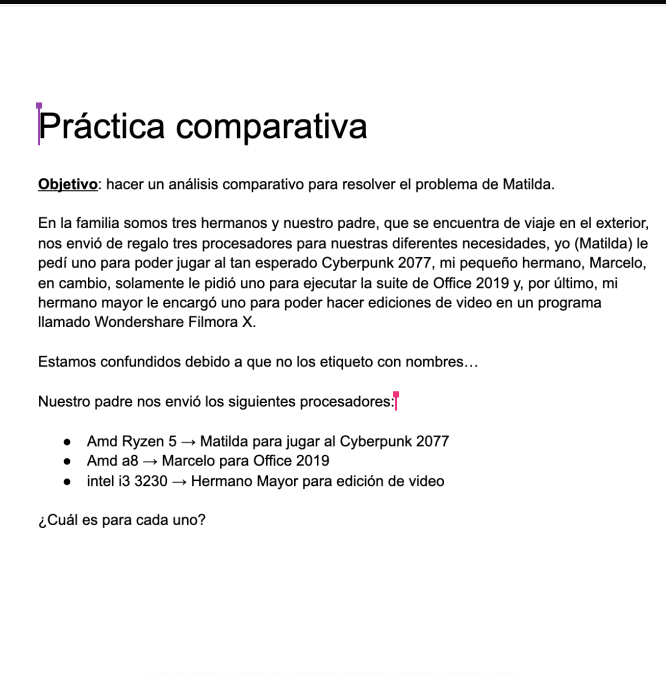 Práctica comparativa
Objetivo: hacer un análisis comparativo para resolver el problema de Matilda.
En la familia somos tres hermanos y nuestro padre, que se encuentra de viaje en el exterior,
nos envió de regalo tres procesadores para nuestras diferentes necesidades, yo (Matilda) le
pedí uno para poder jugar al tan esperado Cyberpunk 2077, mi pequeño hermano, Marcelo,
en cambio, solamente le pidió uno para ejecutar la suite de Office 2019 y, por último, mi
hermano mayor le encargó uno para poder hacer ediciones de video en un programa
llamado Wondershare Filmora X.
Estamos confundidos debido a que no los etiqueto con nombres…
Nuestro padre nos envió los siguientes procesadores:
● Amd Ryzen 5 → Matilda para jugar al Cyberpunk 2077
● Amd a8 → Marcelo para Office 2019
● intel i3 3230 → Hermano Mayor para edición de video
¿Cuál es para cada uno?